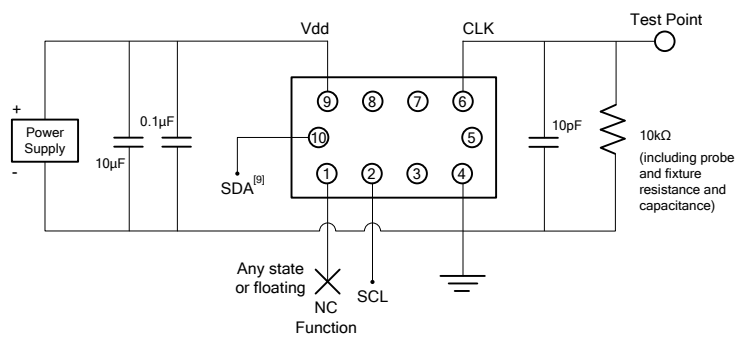 Test Point
Vdd
CLK
+
Power
Supply
-
10µF
0.1µF
9
8
7
6
10
5
1
2
3
4
SDA[9]
10pF
10kΩ
(including probe
and fixture
resistance and
capacitance)
Any state
or floating
NC
Function
SCL